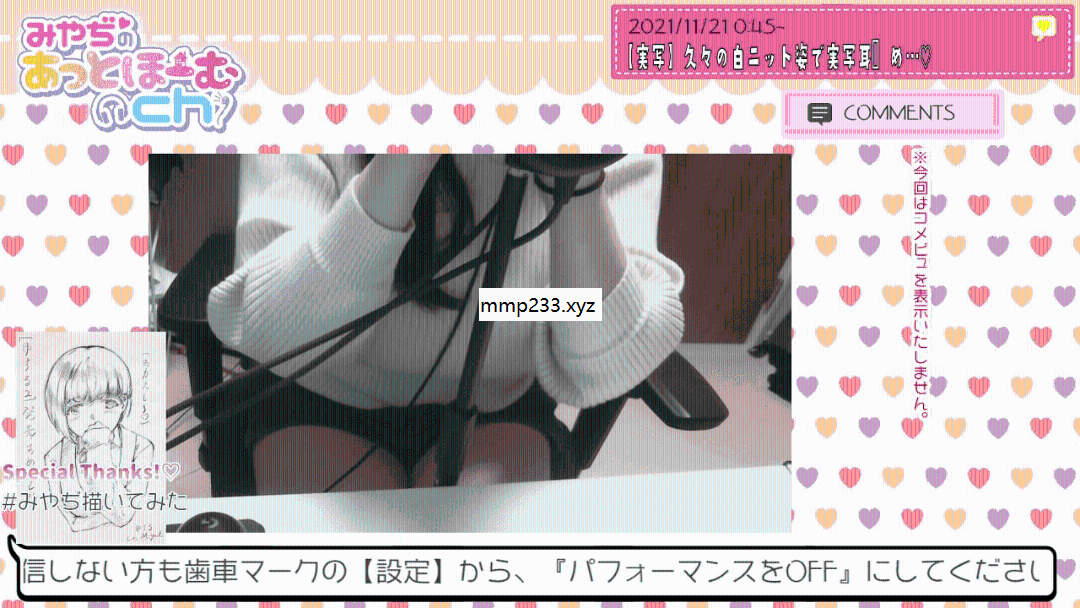 みやぢの
あっとほーむ
ch
2021/11/21 0:45~
【実写】久々の白ニット姿で実写耳 め…♡
COMMENTS
※今回はコメビュを表示いたしません。
mmp233.xyz
Special Thanks!♡
#みやぢ描いてみた
信しない方も歯車マークの【設定】から、『パフォーマンスをOFF』にしてください